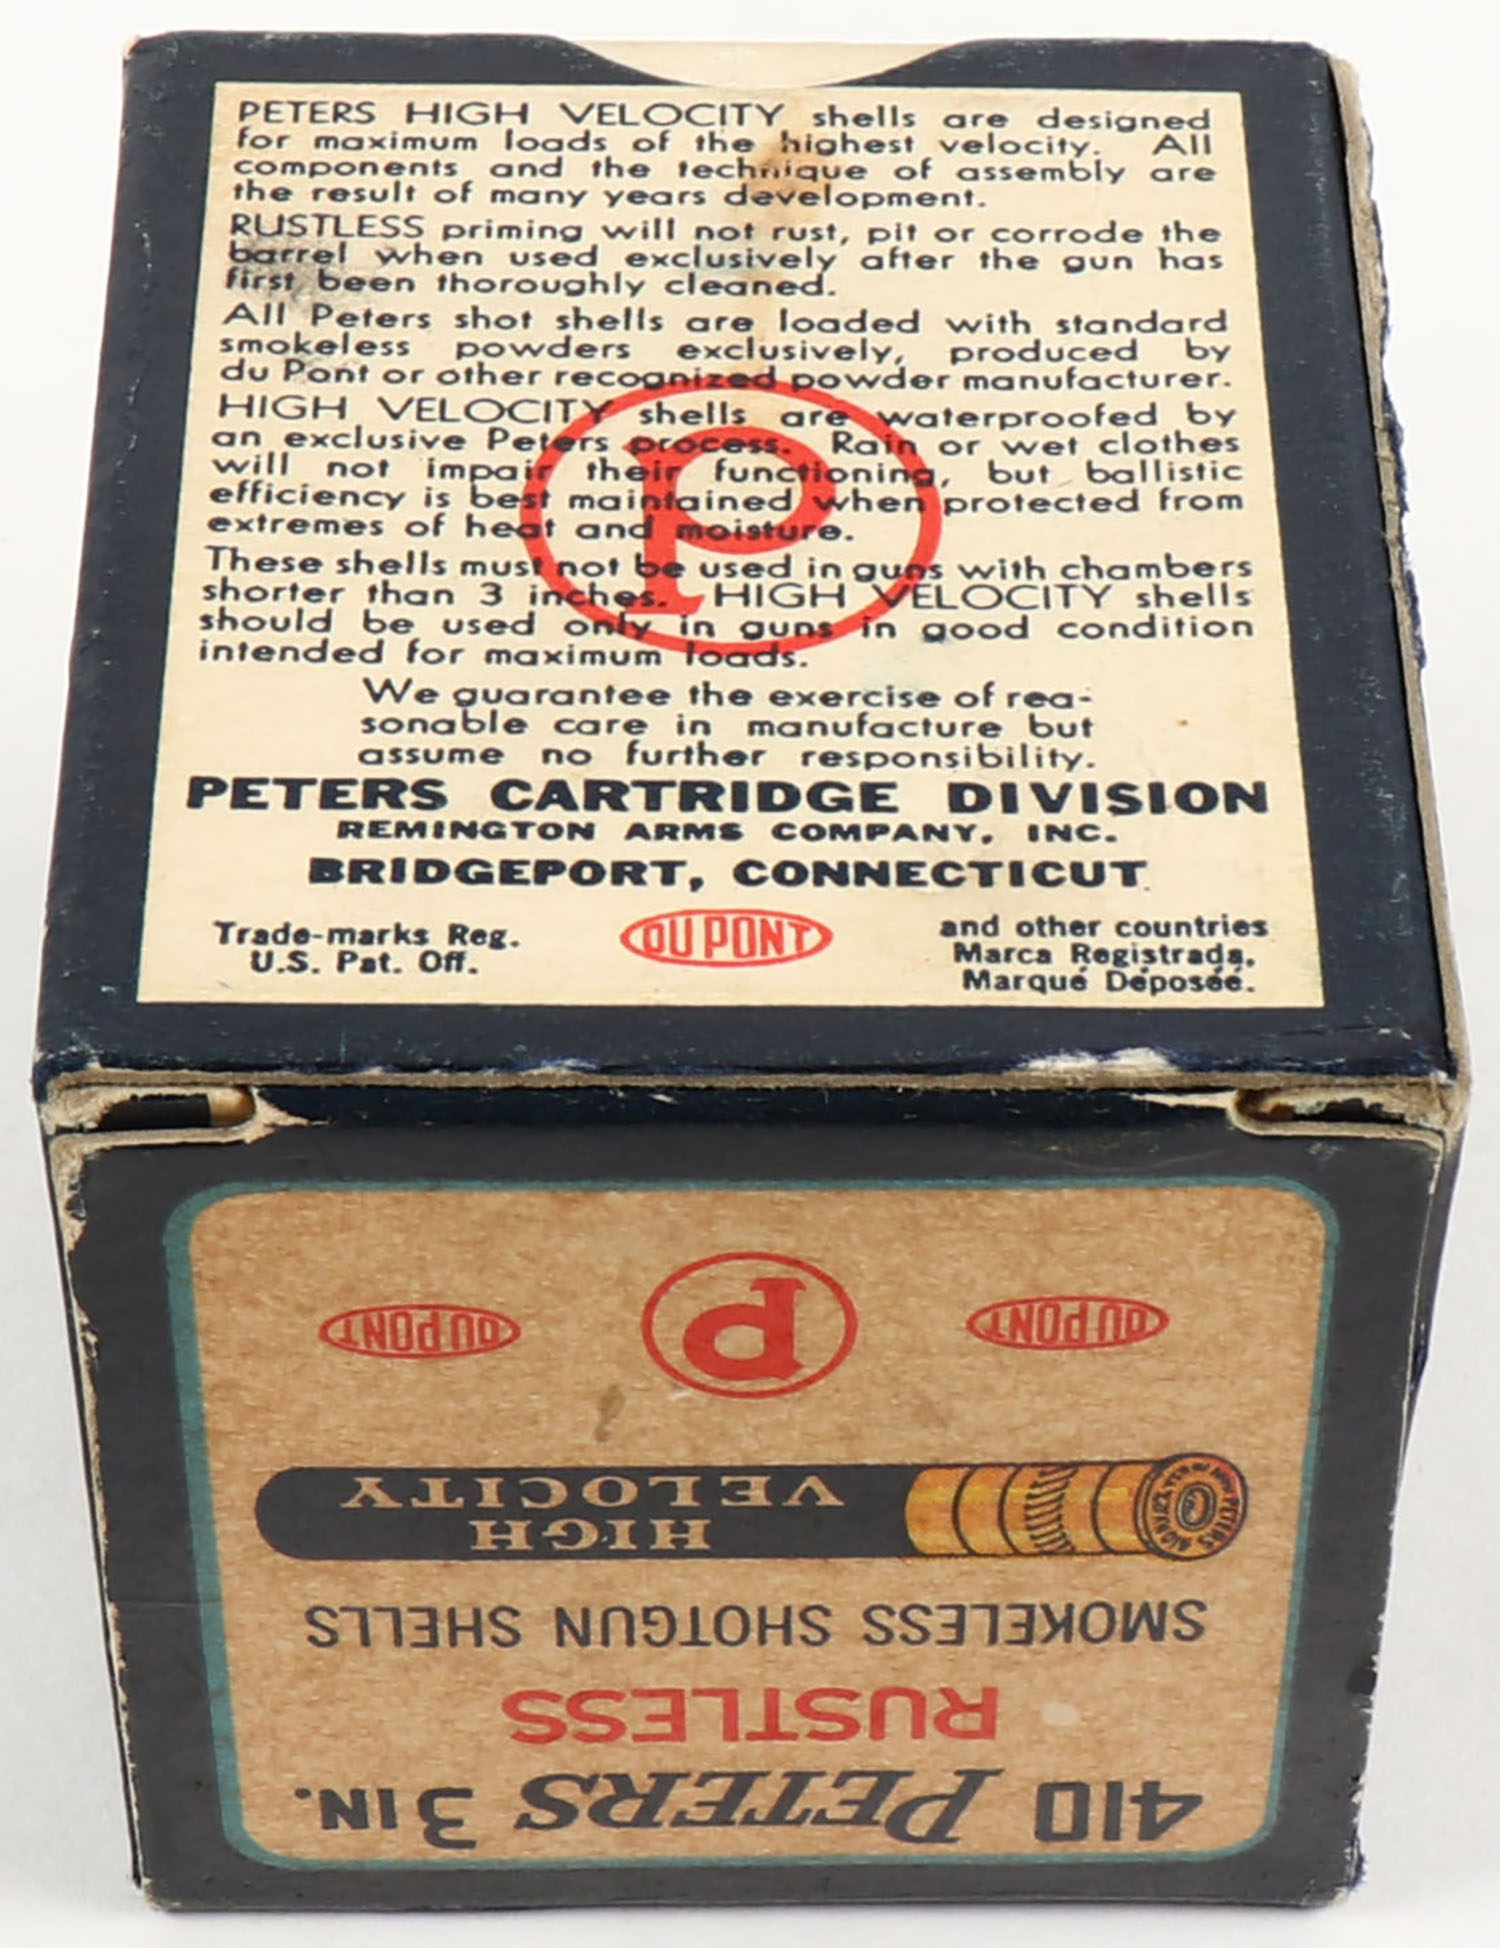 PETERS HIGH VELOCITY shells are designed
for maximum loads of the highest velocity. All
components and the technique of assembly are
the result of many years development.
RUSTLESS priming will not rust, pit or corrode the
barrel when used exclusively after the gun has
first been thoroughly cleaned.
All Peters shot shells are loaded with standard
smokeless powders exclusively, produced by
du Pont or other recognized powder manufacturer.
HIGH VELOCITY shells are waterproofed by
an exclusive Peters process. Rain or wet clothes
will not impair their functioning, but ballistic
efficiency is best maintained when protected from
extremes of heat and moisture.
These shells must not be used in guns with chambers
shorter than 3 inches. HIGH VELOCITY shells
should be used only in guns in good condition
intended for maximum loads.
P
We guarantee the exercise of rea-
sonable care in manufacture but
assume no further responsibility.
PETERS CARTRIDGE DIVISION
REMINGTON ARMS COMPANY, INC.
BRIDGEPORT, CONNECTICUT
Trade-marks Reg.
U.S. Pat. Off.
DU PONT
and other countries
Marca Registrada.
Marqué Déposéé.
410 PETERS 3 IN.
RUSTLESS
SMOKELESS SHOTGUN SHELLS
HIGH
VELOCITY
PETERS
DU PONT P DU PONT